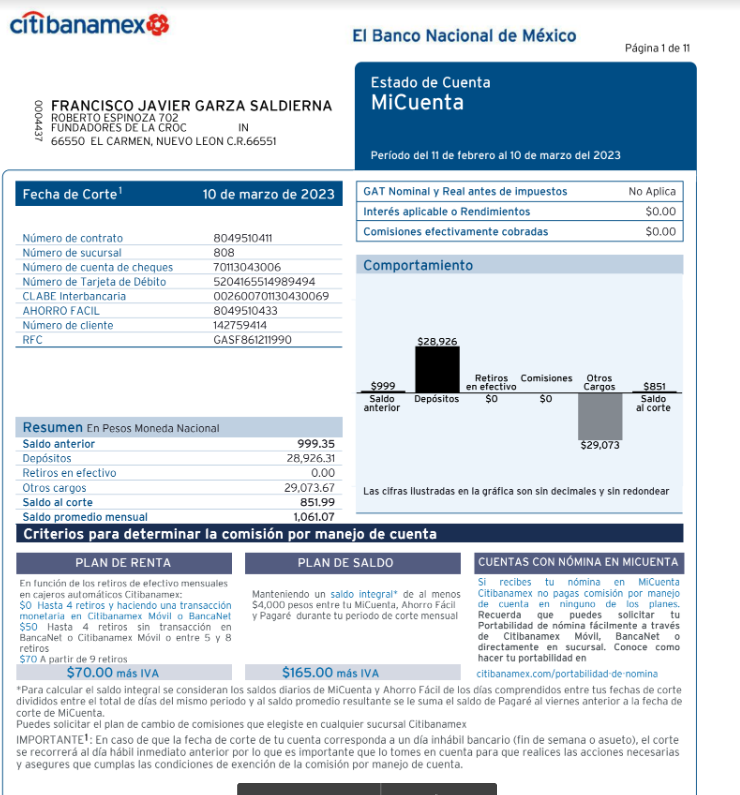 citibanamex
El Banco Nacional de México
Página 1 de 11
Estado de Cuenta
MiCuenta
Período del 11 de febrero al 10 de marzo del 2023
0004437
FRANCISCO JAVIER GARZA SALDIERNA
ROBERTO ESPINOZA 702
FUNDADORES DE LA CROC IN
66550 EL CARMEN, NUEVO LEON C.R.66551
Fecha de Corte1 10 de marzo de 2023
Número de contrato 8049510411
Número de sucursal 808
Número de cuenta de cheques 70113043006
Número de Tarjeta de Débito 5204165514989494
CLABE Interbancaria 002600701130430069
AHORRO FACIL 8049510433
Número de cliente 142759414
RFC GASF861211990
GAT Nominal y Real antes de impuestos No Aplica
Interés aplicable o Rendimientos $0.00
Comisiones efectivamente cobradas $0.00
Comportamiento
$999
Saldo
anterior
$28,926
Depósitos
Retiros
en efectivo
$0
Comisiones
$0
Otros
Cargos
$29,073
$851
Saldo
al corte
Las cifras ilustradas en la gráfica son sin decimales y sin redondear
Resumen En Pesos Moneda Nacional
Saldo anterior 999.35
Depósitos 28,926.31
Retiros en efectivo 0.00
Otros cargos 29,073.67
Saldo al corte 851.99
Saldo promedio mensual 1,061.07
Criterios para determinar la comisión por manejo de cuenta
PLAN DE RENTA
En función de los retiros de efectivo mensuales
en cajeros automáticos Citibanamex:
$0 Hasta 4 retiros y haciendo una transacción
monetaria en Citibanamex Móvil o BancaNet
$50 Hasta 4 retiros sin transacción en
BancaNet o Citibanamex Móvil o entre 5 y 8
retiros
$70 A partir de 9 retiros
$70.00 más IVA
PLAN DE SALDO
Manteniendo un saldo integral* de al menos
$4,000 pesos entre tu MiCuenta, Ahorro Fácil
y Pagaré durante tu periodo de corte mensual
$165.00 más IVA
CUENTAS CON NÓMINA EN MICUENTA
Si recibes tu nómina en MiCuenta
Citibanamex no pagas comisión por manejo
de cuenta en ninguno de los planes.
Recuerda que puedes solicitar tu
Portabilidad de nómina fácilmente a través
de Citibanamex Móvil, BancaNet o
directamente en sucursal. Conoce como
hacer tu portabilidad en
citibanamex.com/portabilidad-de-nomina
*Para calcular el saldo integral se consideran los saldos diarios de MiCuenta y Ahorro Fácil de los días comprendidos entre tus fechas de corte
divididos entre el total de días del mismo periodo y al saldo promedio resultante se le suma el saldo de Pagaré al viernes anterior a la fecha de
corte de MiCuenta.
Puedes solicitar el plan de cambio de comisiones que elegiste en cualquier sucursal Citibanamex
IMPORTANTE1: En caso de que la fecha de corte de tu cuenta corresponda a un día inhábil bancario (fin de semana o asueto), el corte
se recorrerá al día hábil inmediato anterior por lo que es importante que lo tomes en cuenta para que realices las acciones necesarias
y asegures que cumplas las condiciones de exención de la comisión por manejo de cuenta.